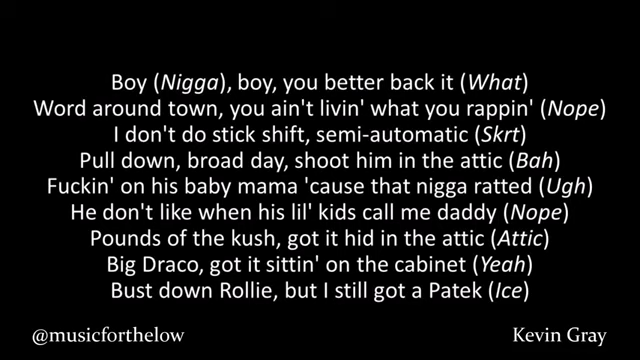 Boy (Nigga), boy, you better back it (What)
Word around town, you ain't livin' what you rappin' (Nope)
I don't do stick shift, semi-automatic (Skrt)
Pull down, broad day, shoot him in the attic (Bah)
Fuckin' on his baby mama 'cause that nigga ratted (Ugh)
He don't like when his lil' kids call me daddy (Nope)
Pounds of the kush, got it hid in the attic (Attic)
Big Draco, got it sittin' on the cabinet (Yeah)
Bust down Rollie, but I still got a Patek (Ice)
@musicforthelow
Kevin Gray